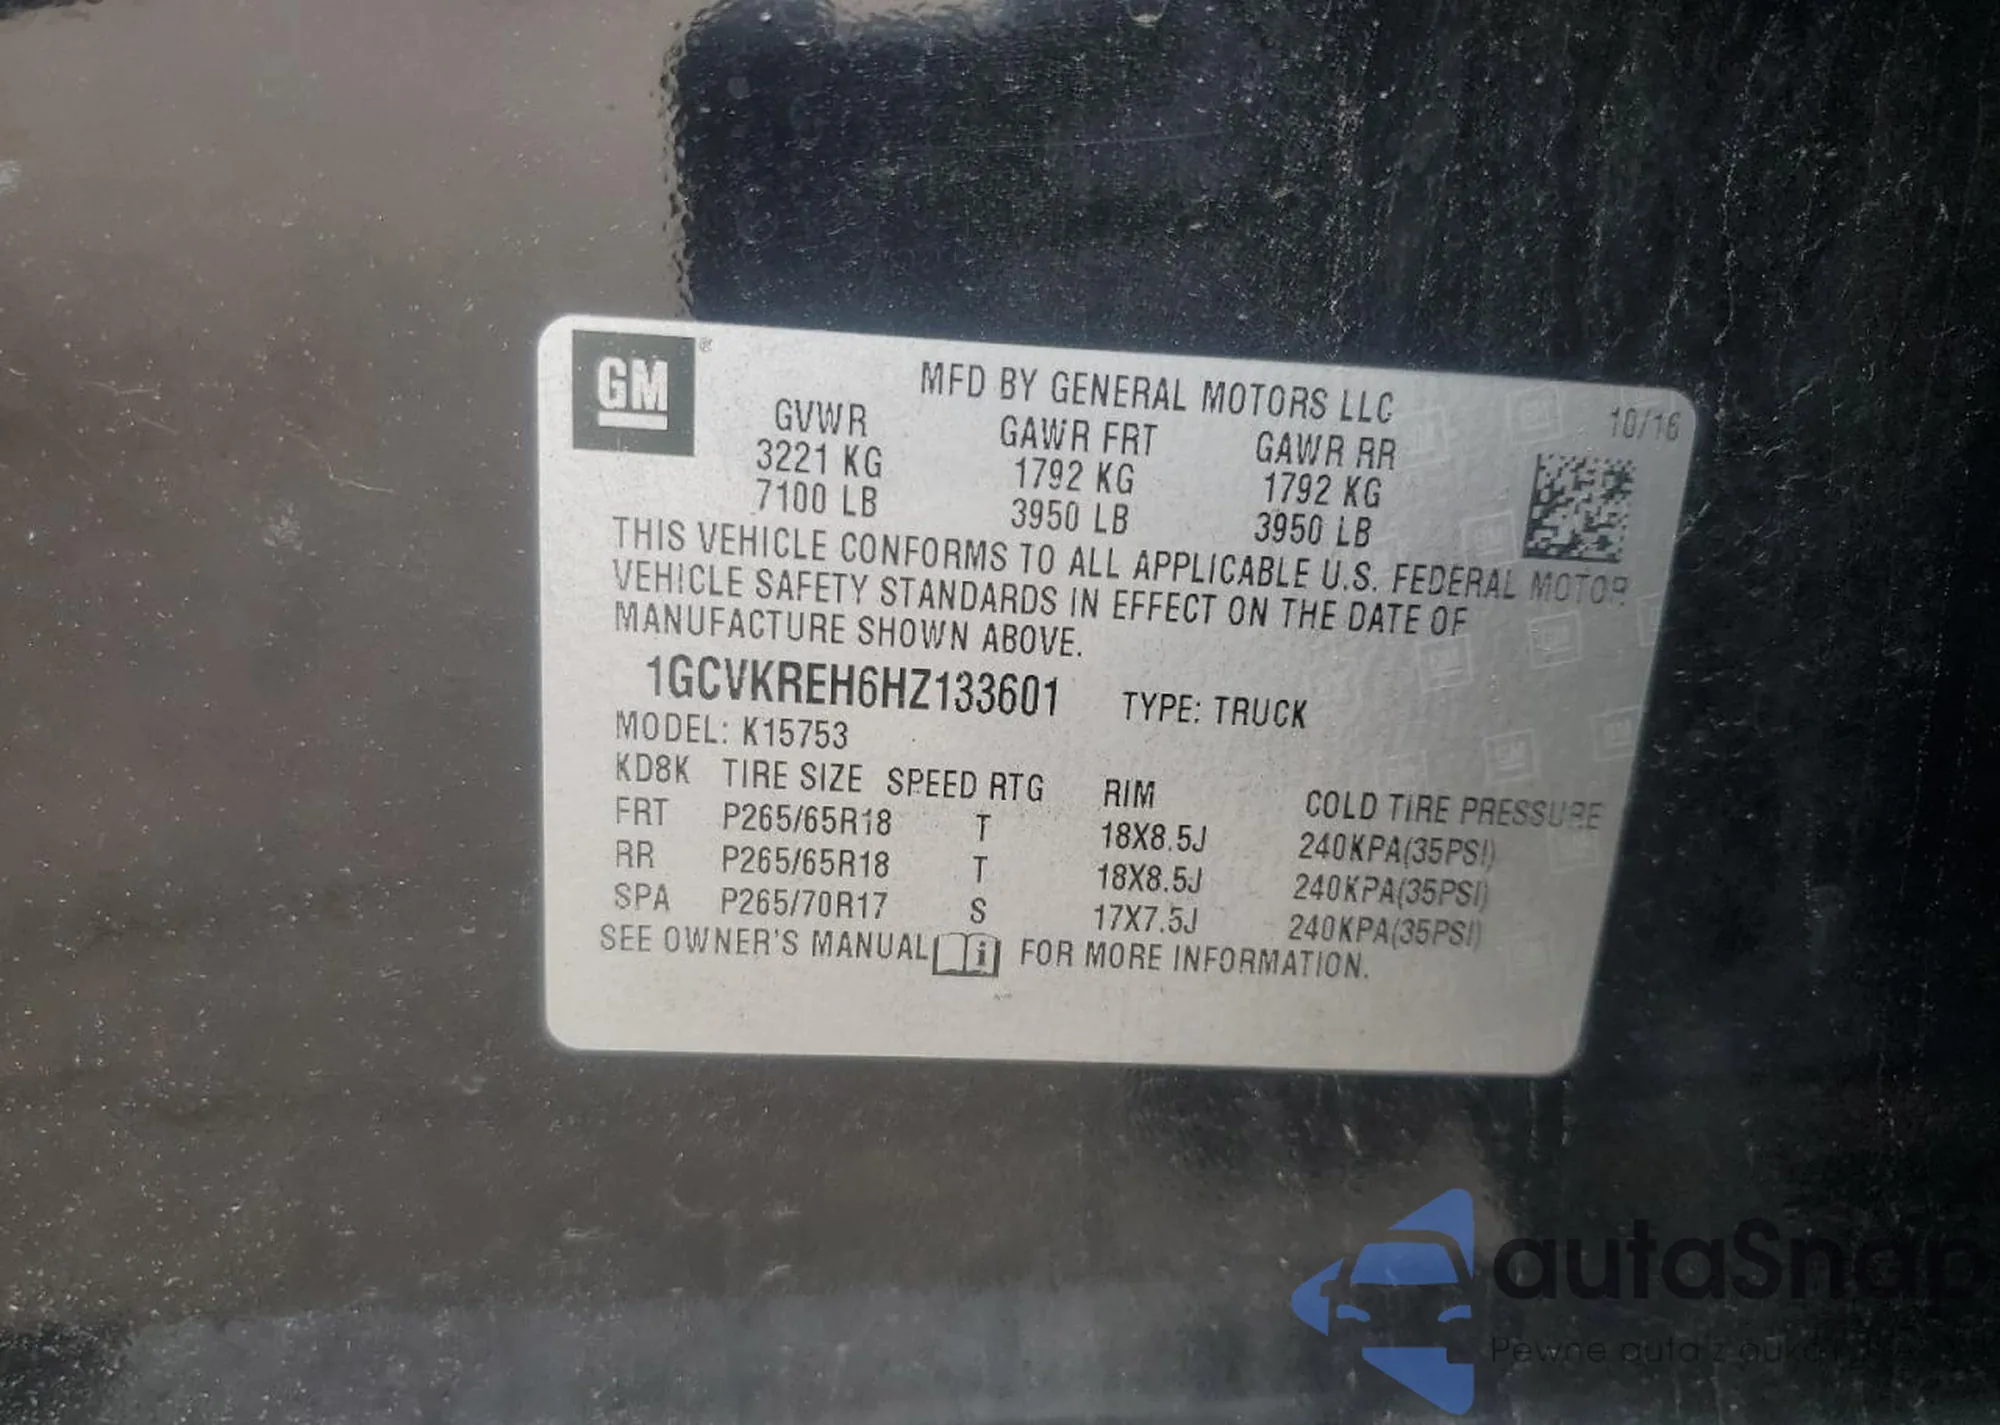 GM ®
MFD BY GENERAL MOTORS LLC
10/16
GVWR GAWR FRT GAWR RR
3221 KG 1792 KG 1792 KG
7100 LB 3950 LB 3950 LB
THIS VEHICLE CONFORMS TO ALL APPLICABLE U.S. FEDERAL MOTOR
VEHICLE SAFETY STANDARDS IN EFFECT ON THE DATE OF
MANUFACTURE SHOWN ABOVE.
1GCVKREH6HZ133601 TYPE: TRUCK
MODEL: K15753
KD8K TIRE SIZE SPEED RTG RIM COLD TIRE PRESSURE
FRT P265/65R18 T 18X8.5J 240KPA(35PSI)
RR P265/65R18 T 18X8.5J 240KPA(35PSI)
SPA P265/70R17 S 17X7.5J 240KPA(35PSI)
SEE OWNER'S MANUAL i FOR MORE INFORMATION.
autaSnap
Pewne auta z